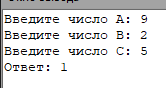 Введите число A: 9
Введите число B: 2
Введите число C: 5
Ответ: 1